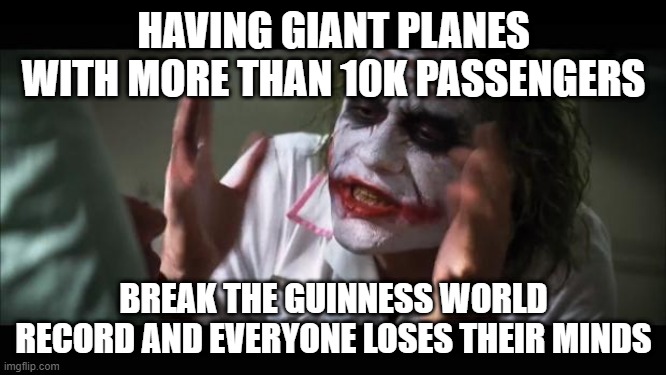 HAVING GIANT PLANES
WITH MORE THAN 10K PASSENGERS
BREAK THE GUINNESS WORLD
RECORD AND EVERYONE LOSES THEIR MINDS
imgflip.com